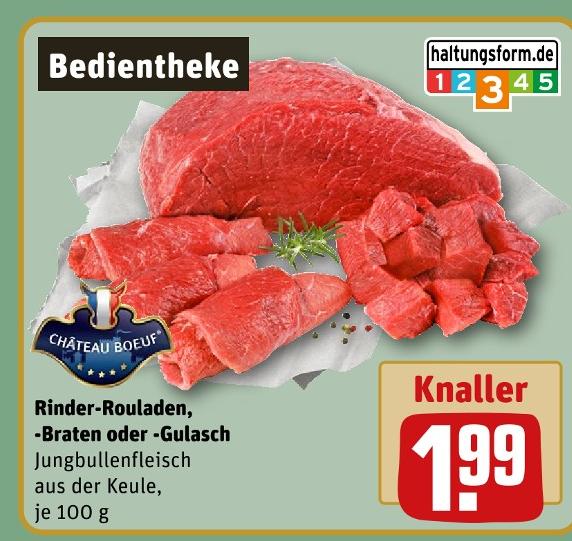 Bedientheke
haltungsform.de
1 2 3 4 5
CHÂTEAU BOEUF
Rinder-Rouladen,
-Braten oder -Gulasch
Jungbullenfleisch
aus der Keule,
je 100 g
Knaller
1.99